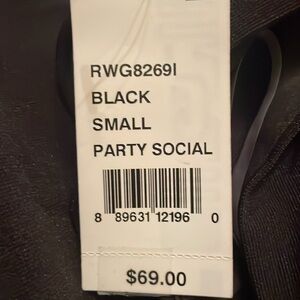 RWG8269I
BLACK
SMALL
PARTY SOCIAL
8 89631 12196 0
$69.00